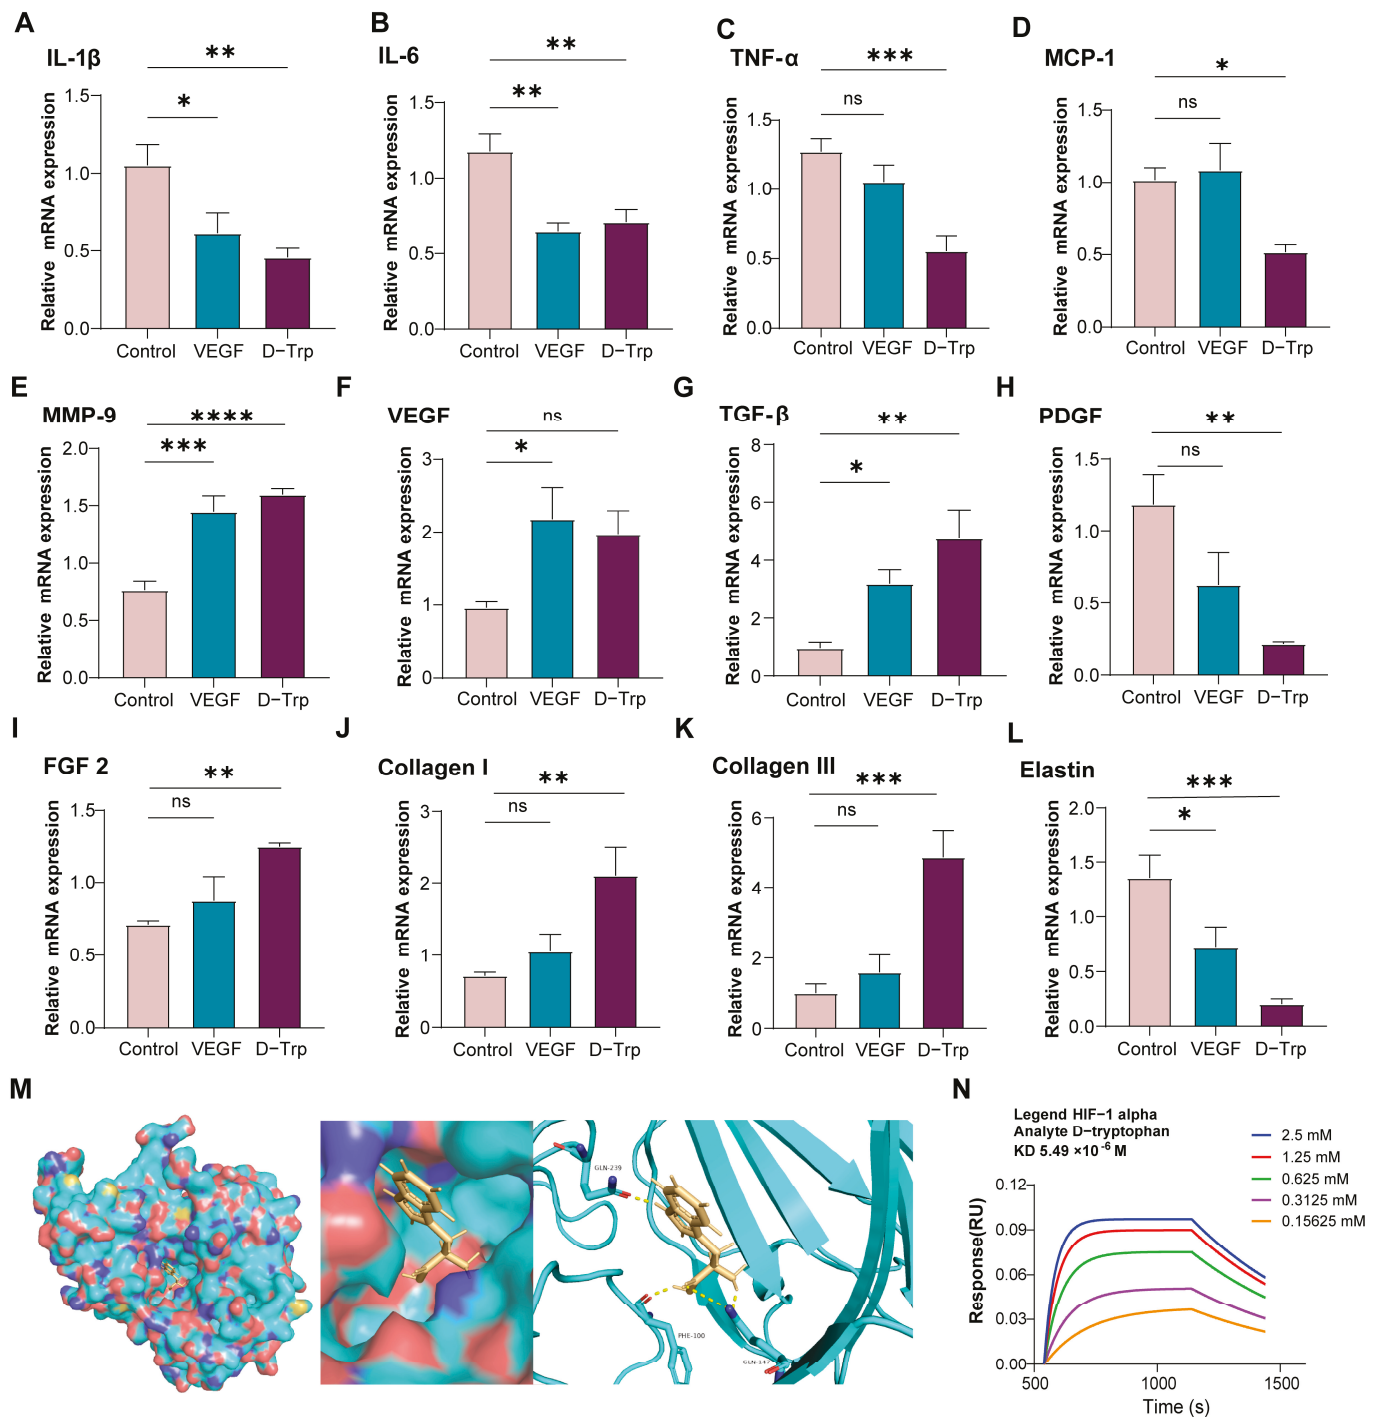 A
IL-1β
**
*
Relative mRNA expression
1.5
1.0
0.5
0.0
Control
VEGF
D−Trp
B
IL-6
**
**
Relative mRNA expression
1.5
1.0
0.5
0.0
Control
VEGF
D−Trp
C
TNF-α
***
ns
Relative mRNA expression
1.5
1.0
0.5
0.0
Control
VEGF
D−Trp
D
MCP-1
*
ns
Relative mRNA expression
1.5
1.0
0.5
0.0
Control
VEGF
D−Trp
E
MMP-9
****
***
Relative mRNA expression
2.0
1.5
1.0
0.5
0.0
Control
VEGF
D−Trp
F
VEGF
ns
*
Relative mRNA expression
3
2
1
0
Control
VEGF
D−Trp
G
TGF-β
**
*
Relative mRNA expression
8
6
4
2
0
Control
VEGF
D−Trp
H
PDGF
**
ns
Relative mRNA expression
1.5
1.0
0.5
0.0
Control
VEGF
D−Trp
I
FGF 2
**
ns
Relative mRNA expression
1.5
1.0
0.5
0.0
Control
VEGF
D−Trp
J
Collagen I
**
ns
Relative mRNA expression
3
2
1
0
Control
VEGF
D−Trp
K
Collagen III
***
ns
Relative mRNA expression
6
4
2
0
Control
VEGF
D−Trp
L
Elastin
***
*
Relative mRNA expression
2.0
1.5
1.0
0.5
0.0
Control
VEGF
D−Trp
M
GLN-239
PHE-100
N
Legend HIF−1 alpha
Analyte D−tryptophan
KD 5.49 ×10⁻⁶ M
2.5 mM
1.25 mM
0.625 mM
0.3125 mM
0.15625 mM
Response(RU)
0.12
0.09
0.06
0.03
0.00
500
1000
1500
Time (s)